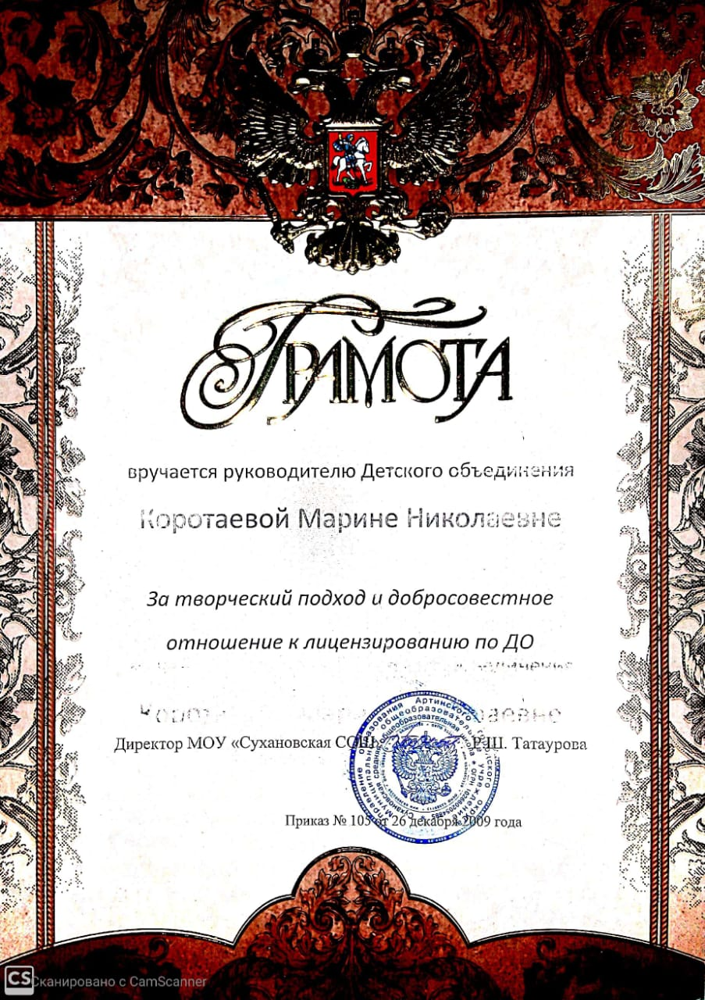 Грамота
вручается руководителю Детского объединения
Коротаевой Марине Николаевне
За творческий подход и добросовестное
отношение к лицензированию по ДО
Директор МОУ «Сухановская СОШ» Р.Ш. Татаурова
Приказ № 105 от 26 декабря 2009 года
CS Сканировано с CamScanner